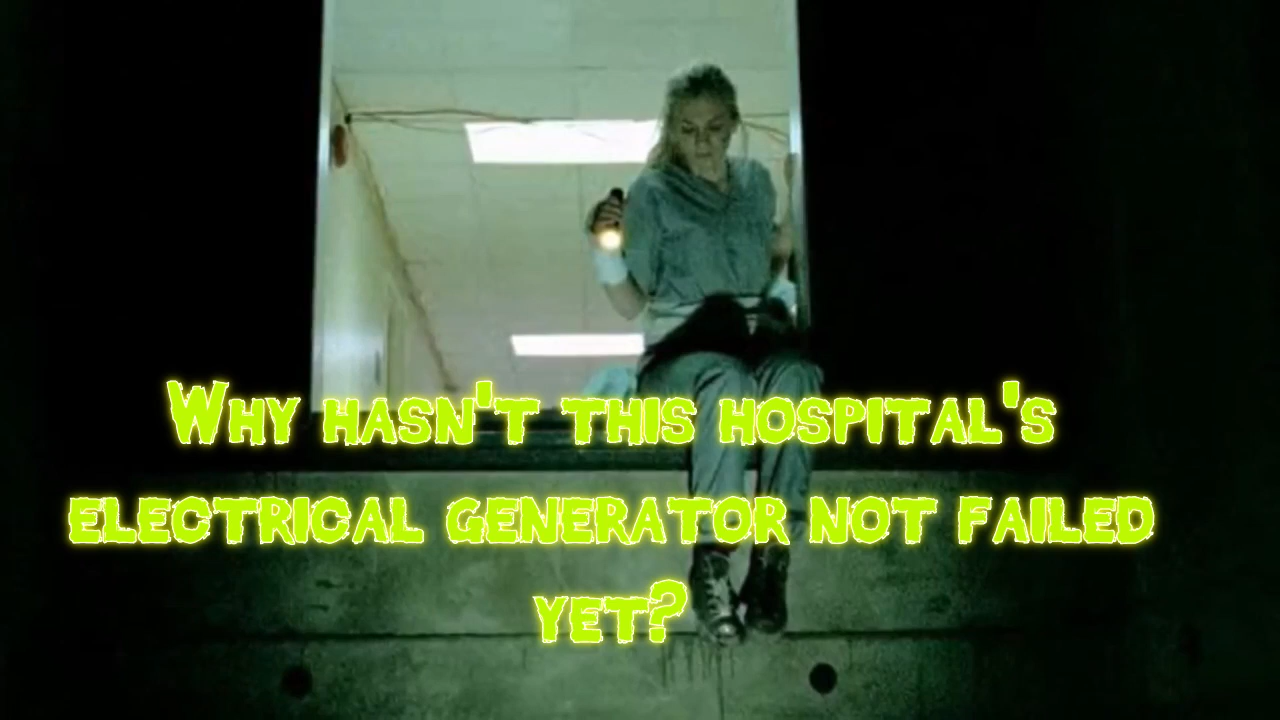 Why hasn't this hospital's
electrical generator not failed
yet?